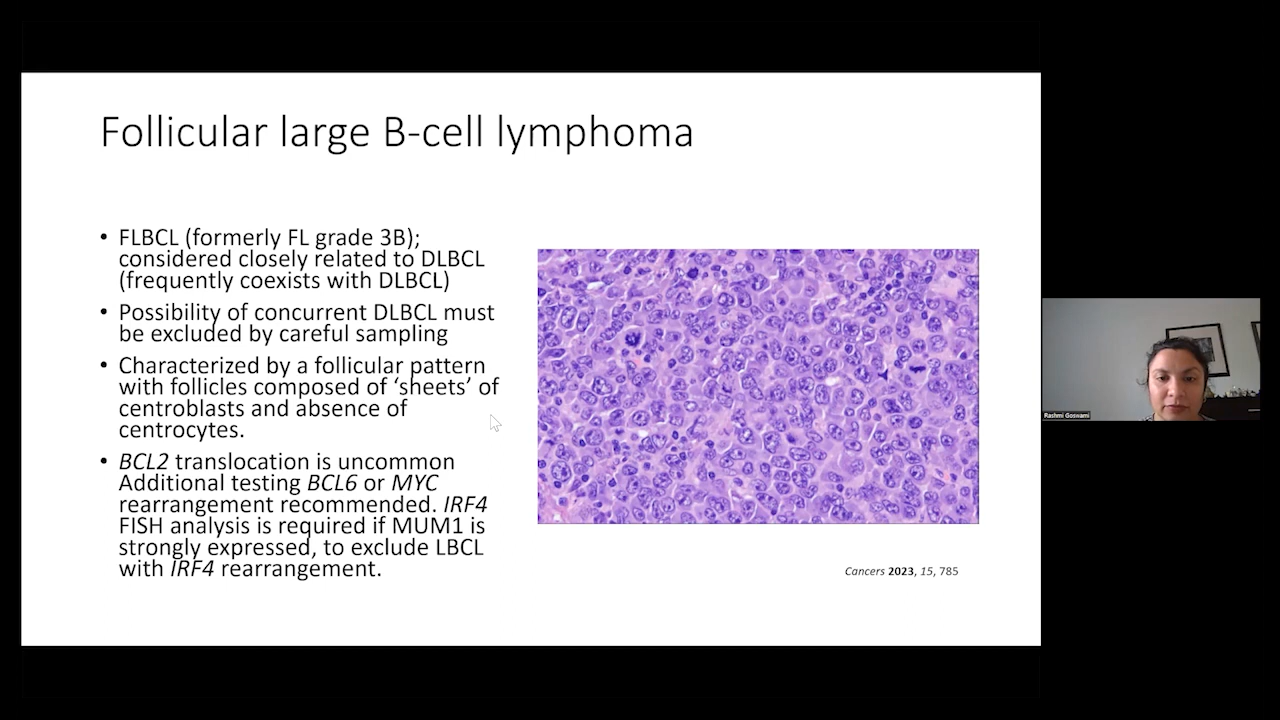 Follicular large B-cell lymphoma
• FLBCL (formerly FL grade 3B);
considered closely related to DLBCL
(frequently coexists with DLBCL)
• Possibility of concurrent DLBCL must
be excluded by careful sampling
• Characterized by a follicular pattern
with follicles composed of ‘sheets’ of
centroblasts and absence of
centrocytes.
• BCL2 translocation is uncommon
Additional testing BCL6 or MYC
rearrangement recommended. IRF4
FISH analysis is required if MUM1 is
strongly expressed, to exclude LBCL
with IRF4 rearrangement.
Cancers 2023, 15, 785
Rashmi Goswami